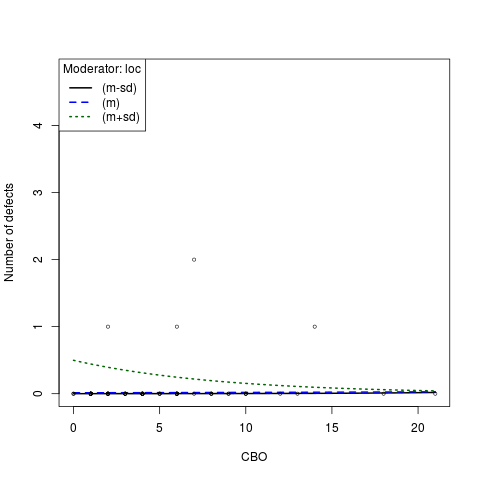 Moderator: loc
(m-sd)
(m)
(m+sd)
Number of defects
4
3
2
1
0
0 5 10 15 20
CBO